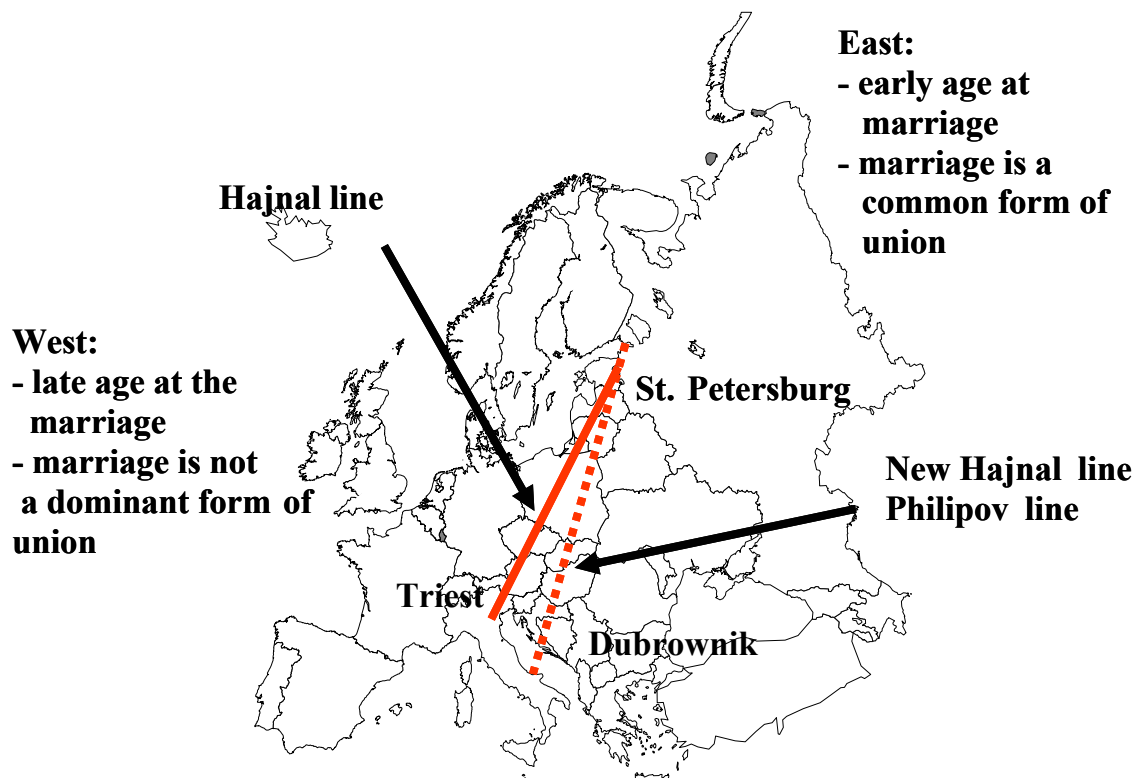 East:
- early age at
marriage
- marriage is a
common form of
union
Hajnal line
West:
- late age at the
marriage
- marriage is not
a dominant form of
union
St. Petersburg
New Hajnal line
Philipov line
Triest
Dubrownik